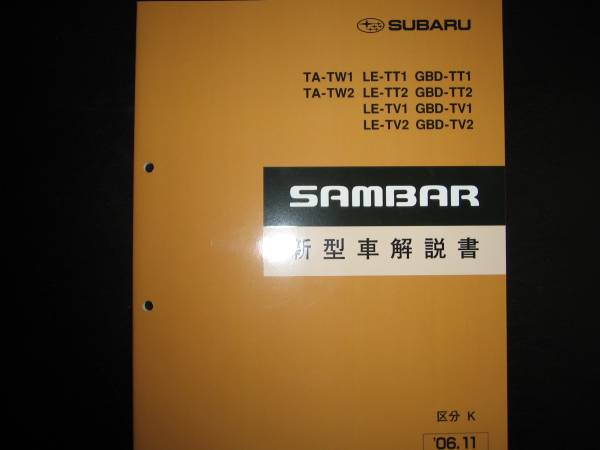 SUBARU
TA-TW1 LE-TT1 GBD-TT1
TA-TW2 LE-TT2 GBD-TT2
LE-TV1 GBD-TV1
LE-TV2 GBD-TV2
SAMBAR
新型車解説書
区分 K
'06.11